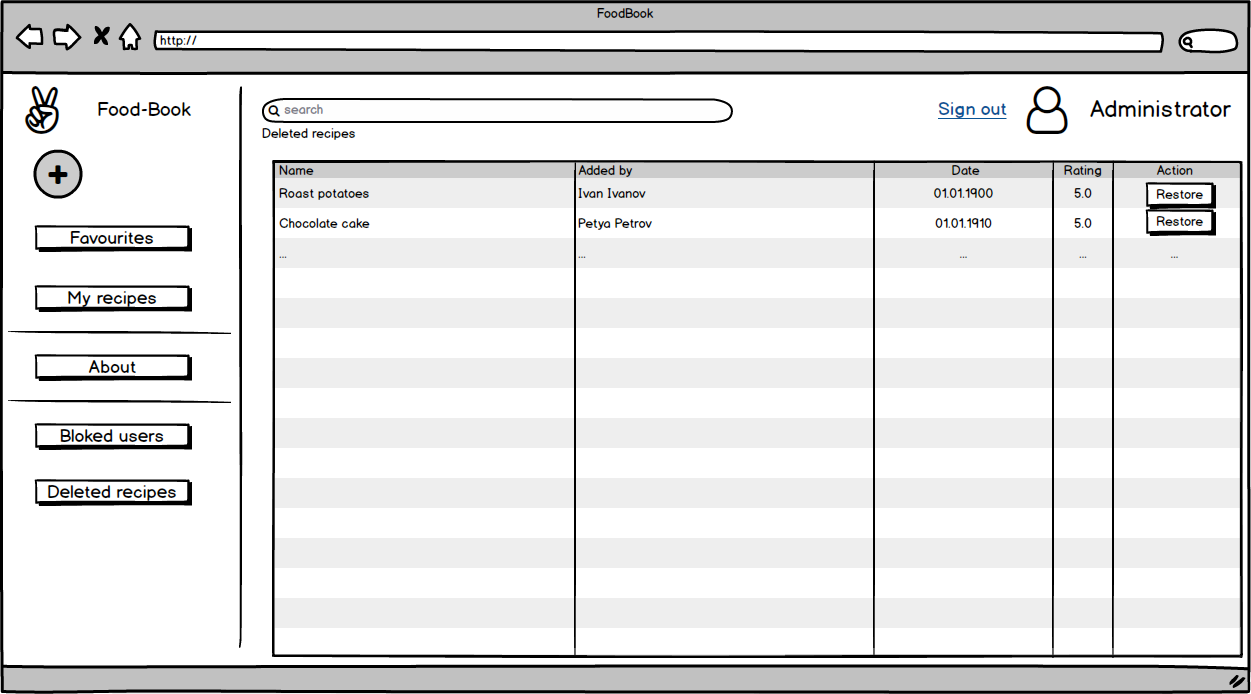 FoodBook
http://
Food-Book
search
Sign out
Administrator
Deleted recipes
Name Added by Date Rating Action
Roast potatoes Ivan Ivanov 01.01.1900 5.0 Restore
Chocolate cake Petya Petrov 01.01.1910 5.0 Restore
... ... ... ... ...
Favourites
My recipes
About
Bloked users
Deleted recipes